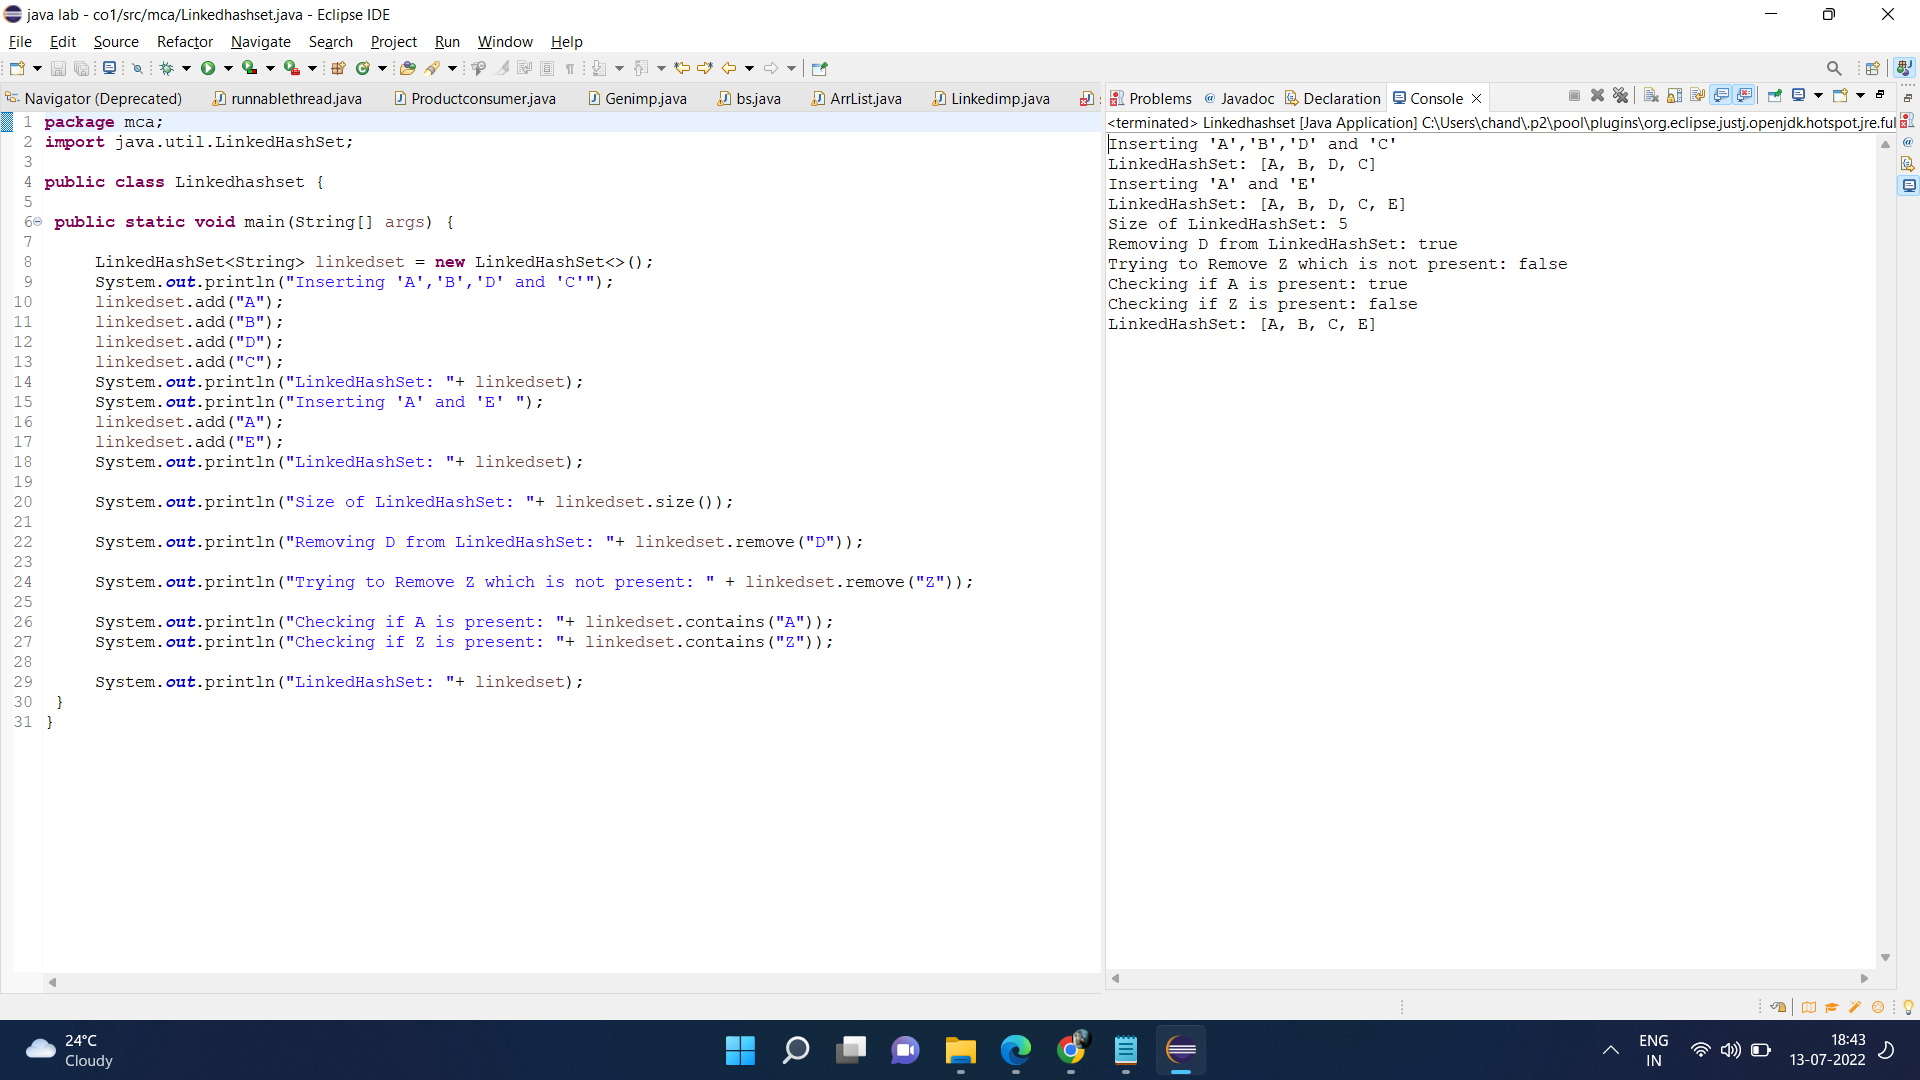 java lab - co1/src/mca/Linkedhashset.java - Eclipse IDE
File Edit Source Refactor Navigate Search Project Run Window Help
Navigator (Deprecated) runnablethread.java Productconsumer.java Genimp.java bs.java ArrList.java Linkedimp.java
1 package mca;
2 import java.util.LinkedHashSet;
3
4 public class Linkedhashset {
5
6 public static void main(String[] args) {
7
8 LinkedHashSet<String> linkedset = new LinkedHashSet<>();
9 System.out.println("Inserting 'A','B','D' and 'C'");
10 linkedset.add("A");
11 linkedset.add("B");
12 linkedset.add("D");
13 linkedset.add("C");
14 System.out.println("LinkedHashSet: "+ linkedset);
15 System.out.println("Inserting 'A' and 'E' ");
16 linkedset.add("A");
17 linkedset.add("E");
18 System.out.println("LinkedHashSet: "+ linkedset);
19
20 System.out.println("Size of LinkedHashSet: "+ linkedset.size());
21
22 System.out.println("Removing D from LinkedHashSet: "+ linkedset.remove("D"));
23
24 System.out.println("Trying to Remove Z which is not present: " + linkedset.remove("Z"));
25
26 System.out.println("Checking if A is present: "+ linkedset.contains("A"));
27 System.out.println("Checking if Z is present: "+ linkedset.contains("Z"));
28
29 System.out.println("LinkedHashSet: "+ linkedset);
30 }
31 }
Problems @ Javadoc Declaration Console
<terminated> Linkedhashset [Java Application] C:\Users\chand\.p2\pool\plugins\org.eclipse.justj.openjdk.hotspot.jre.ful
Inserting 'A','B','D' and 'C'
LinkedHashSet: [A, B, D, C]
Inserting 'A' and 'E'
LinkedHashSet: [A, B, D, C, E]
Size of LinkedHashSet: 5
Removing D from LinkedHashSet: true
Trying to Remove Z which is not present: false
Checking if A is present: true
Checking if Z is present: false
LinkedHashSet: [A, B, C, E]
24°C
Cloudy
ENG
IN
18:43
13-07-2022